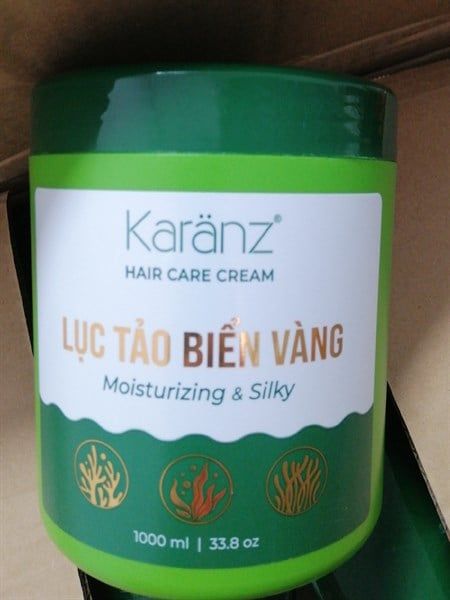 Karänz®
HAIR CARE CREAM
LỤC TẢO BIỂN VÀNG
Moisturizing & Silky
1000 ml | 33.8 oz